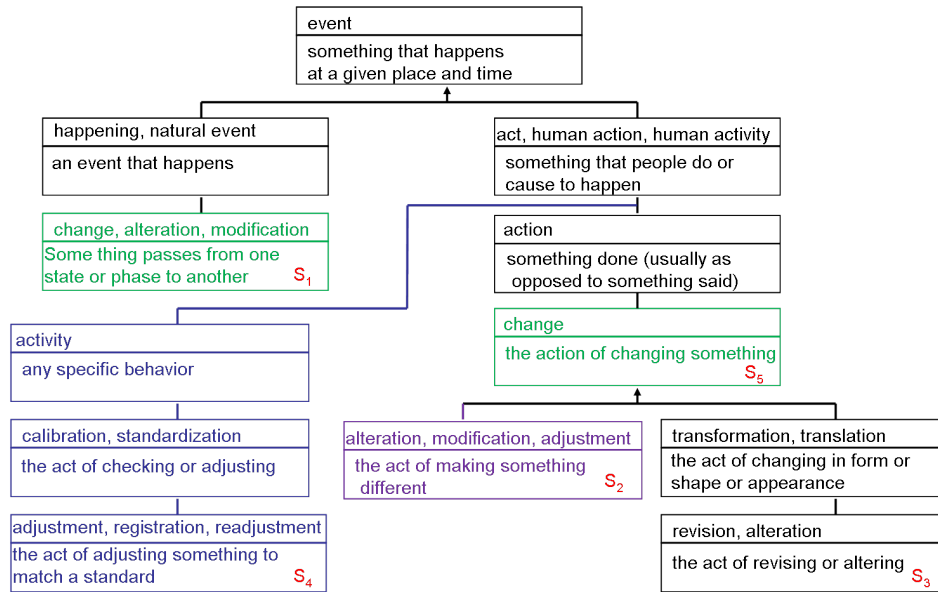 event
something that happens
at a given place and time
happening, natural event
an event that happens
act, human action, human activity
something that people do or
cause to happen
change, alteration, modification
Some thing passes from one
state or phase to another
S1
action
something done (usually as
opposed to something said)
activity
any specific behavior
change
the action of changing something
S5
calibration, standardization
the act of checking or adjusting
alteration, modification, adjustment
the act of making something
different
S2
transformation, translation
the act of changing in form or
shape or appearance
adjustment, registration, readjustment
the act of adjusting something to
match a standard
S4
revision, alteration
the act of revising or altering
S3